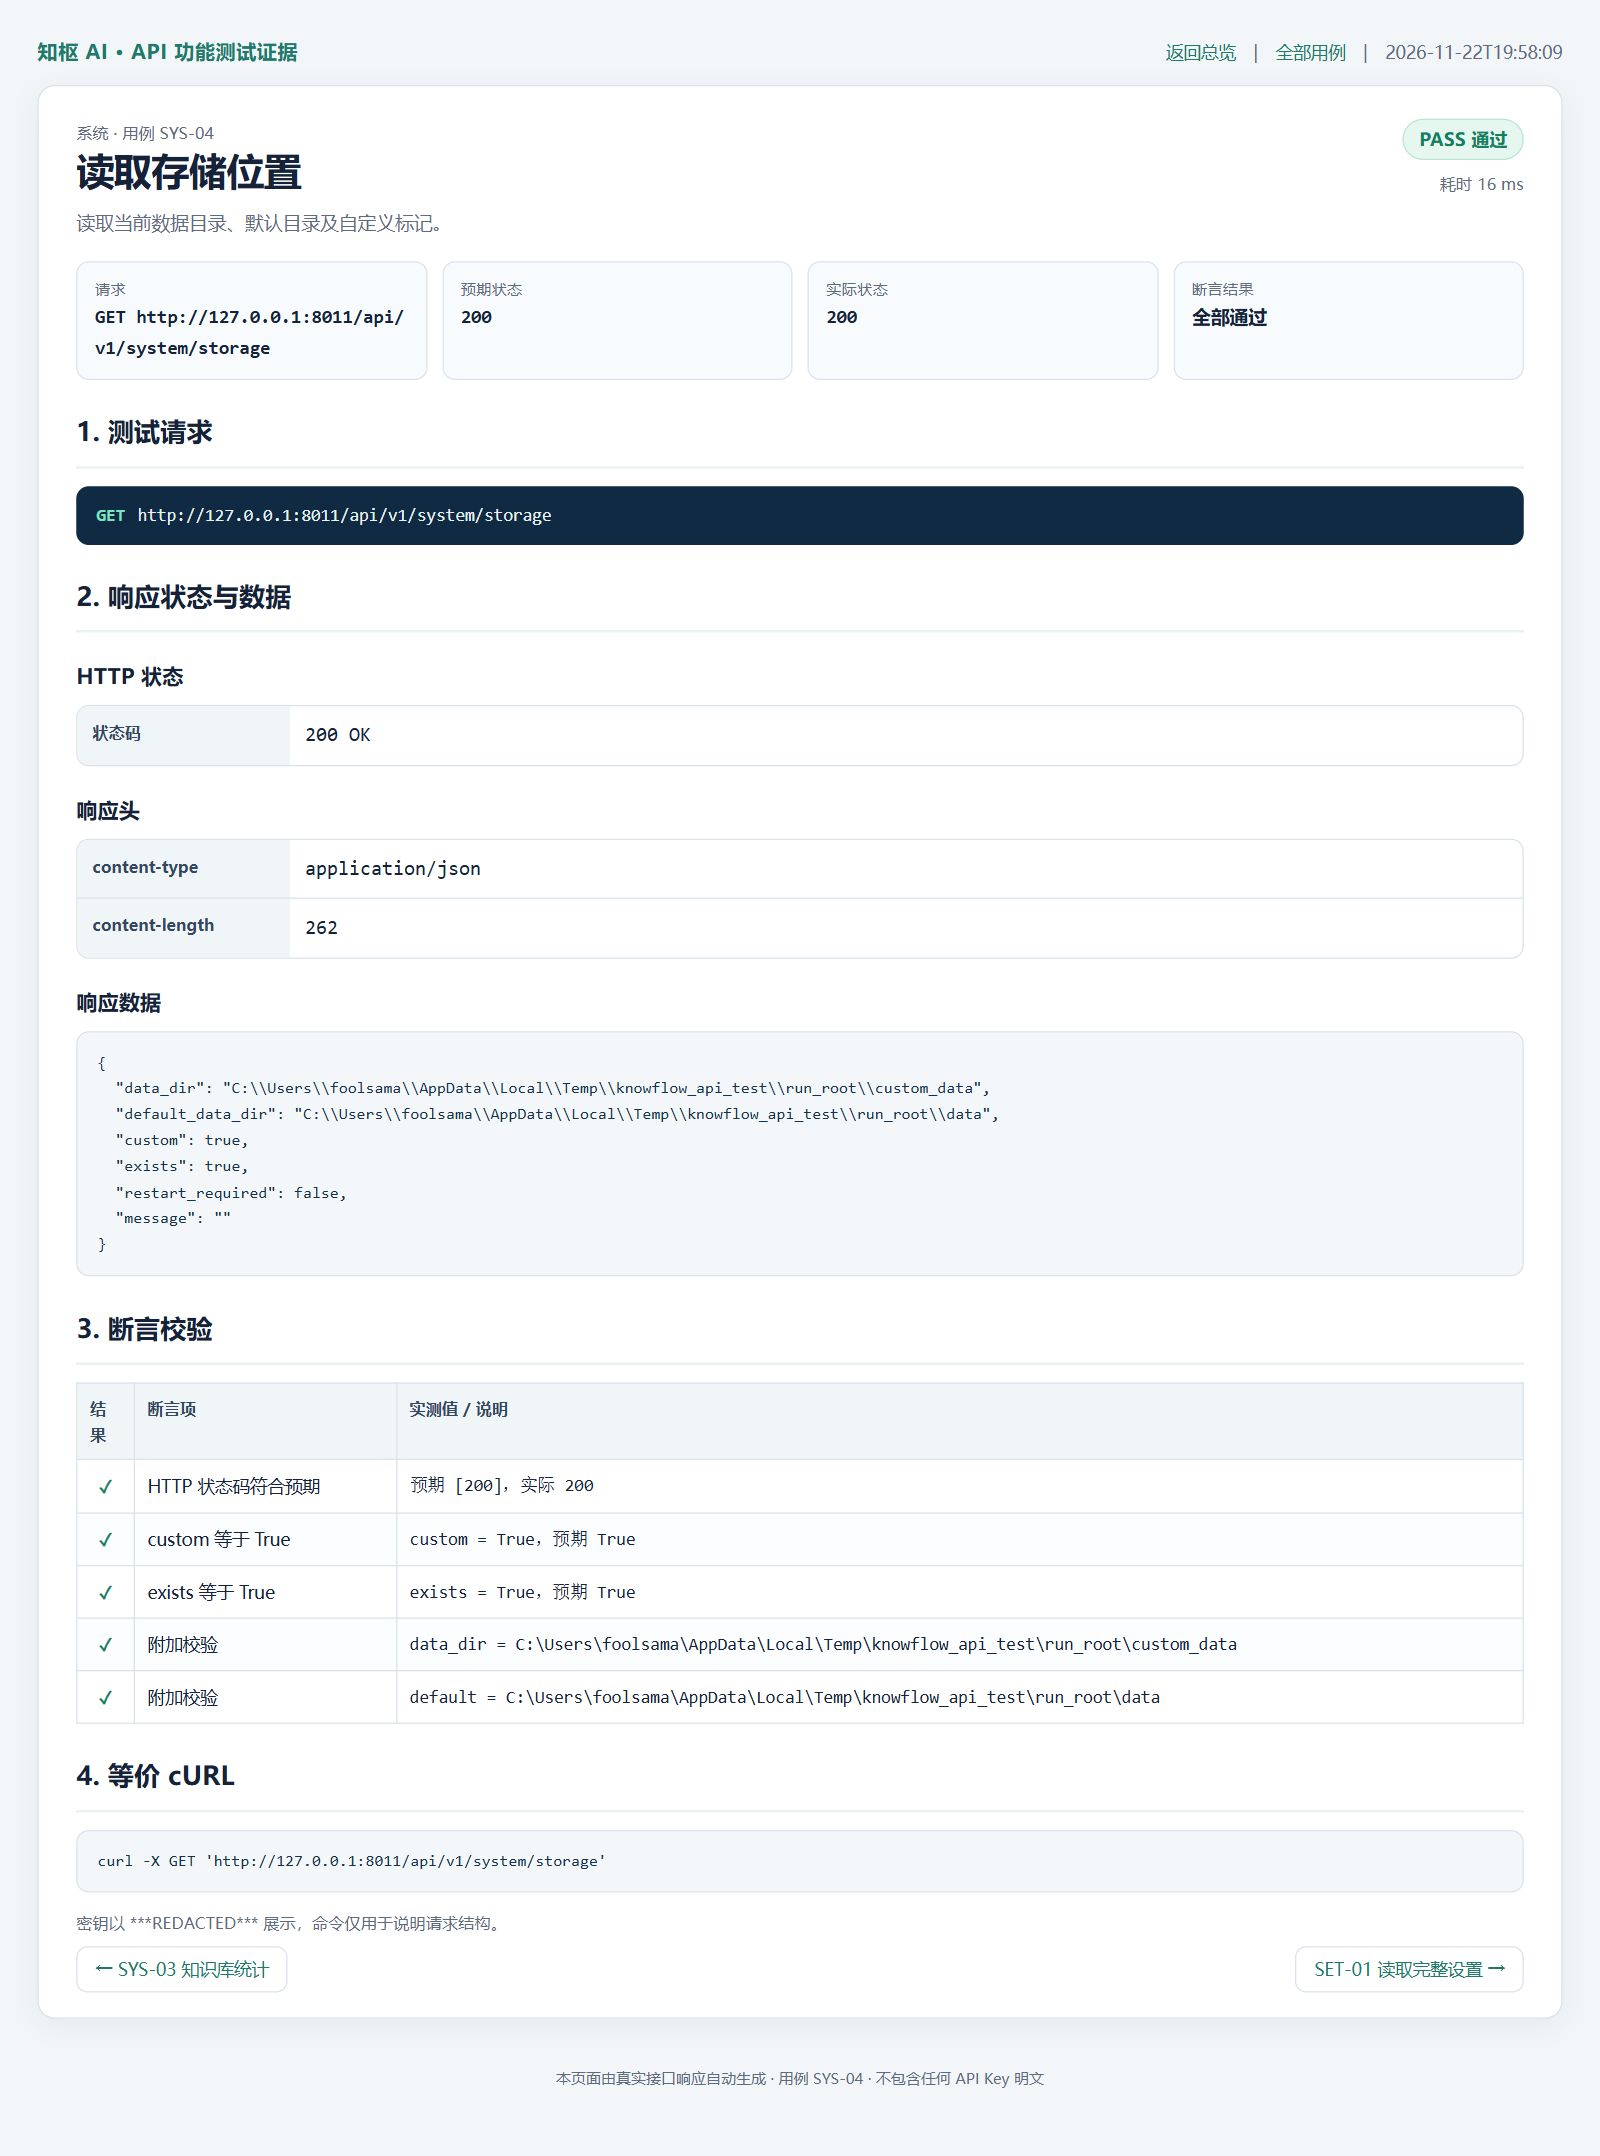 知枢 AI • API 功能测试证据
返回总览 | 全部用例 | 2026-11-22T19:58:09
系统 · 用例 SYS-04
读取存储位置
读取当前数据目录、默认目录及自定义标记。
PASS 通过
耗时 16 ms
请求
GET http://127.0.0.1:8011/api/
v1/system/storage
预期状态
200
实际状态
200
断言结果
全部通过
1. 测试请求
GET http://127.0.0.1:8011/api/v1/system/storage
2. 响应状态与数据
HTTP 状态
状态码 200 OK
响应头
content-type application/json
content-length 262
响应数据
{
"data_dir": "C:\\Users\\foolsama\\AppData\\Local\\Temp\\knowflow_api_test\\run_root\\custom_data",
"default_data_dir": "C:\\Users\\foolsama\\AppData\\Local\\Temp\\knowflow_api_test\\run_root\\data",
"custom": true,
"exists": true,
"restart_required": false,
"message": ""
}
3. 断言校验
结果 断言项 实测值 / 说明
✓ HTTP 状态码符合预期 预期 [200]，实际 200
✓ custom 等于 True custom = True，预期 True
✓ exists 等于 True exists = True，预期 True
✓ 附加校验 data_dir = C:\Users\foolsama\AppData\Local\Temp\knowflow_api_test\run_root\custom_data
✓ 附加校验 default = C:\Users\foolsama\AppData\Local\Temp\knowflow_api_test\run_root\data
4. 等价 cURL
curl -X GET 'http://127.0.0.1:8011/api/v1/system/storage'
密钥以 ***REDACTED*** 展示，命令仅用于说明请求结构。
← SYS-03 知识库统计
SET-01 读取完整设置 →
本页面由真实接口响应自动生成 · 用例 SYS-04 · 不包含任何 API Key 明文